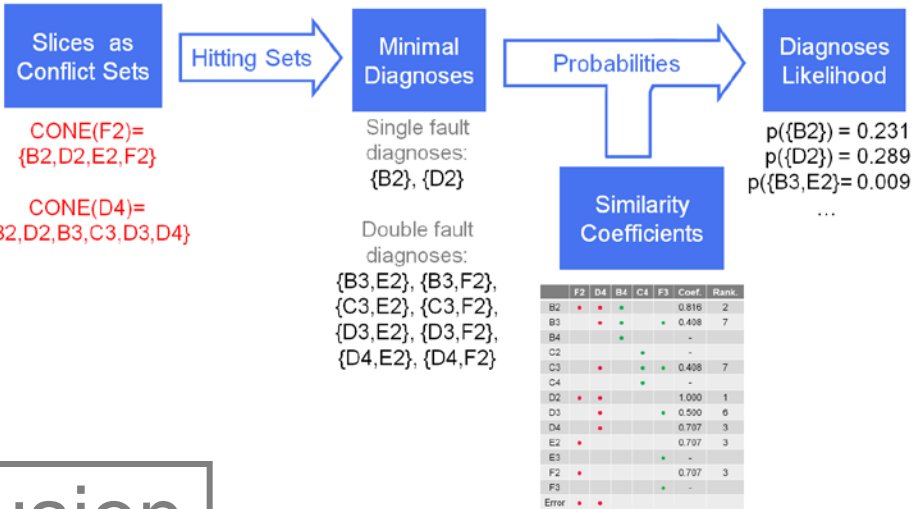 Slices as
Conflict Sets
Hitting Sets
Minimal
Diagnoses
Probabilities
Diagnoses
Likelihood
CONE(F2)=
{B2,D2,E2,F2}
CONE(D4)=
B2,D2,B3,C3,D3,D4}
Single fault
diagnoses:
{B2}, {D2}
Double fault
diagnoses:
{B3,E2}, {B3,F2},
{C3,E2}, {C3,F2},
{D3,E2}, {D3,F2},
{D4,E2}, {D4,F2}
p({B2}) = 0.231
p({D2}) = 0.289
p({B3,E2}= 0.009
...
Similarity
Coefficients
F2 D4 B4 C4 F3 Coef. Rank.
B2 • • • 0.816 2
B3 • • • 0.408 7
B4 •
C2 • -
C3 • • • 0.408 7
C4 • -
B4 • -
D2 • • 1.000 1
D3 • • 0.500 6
D4 • 0.707 3
E2 • 0.707 3
E3 • -
F2 • 0.707 3
F3 • -
Error • •
usion